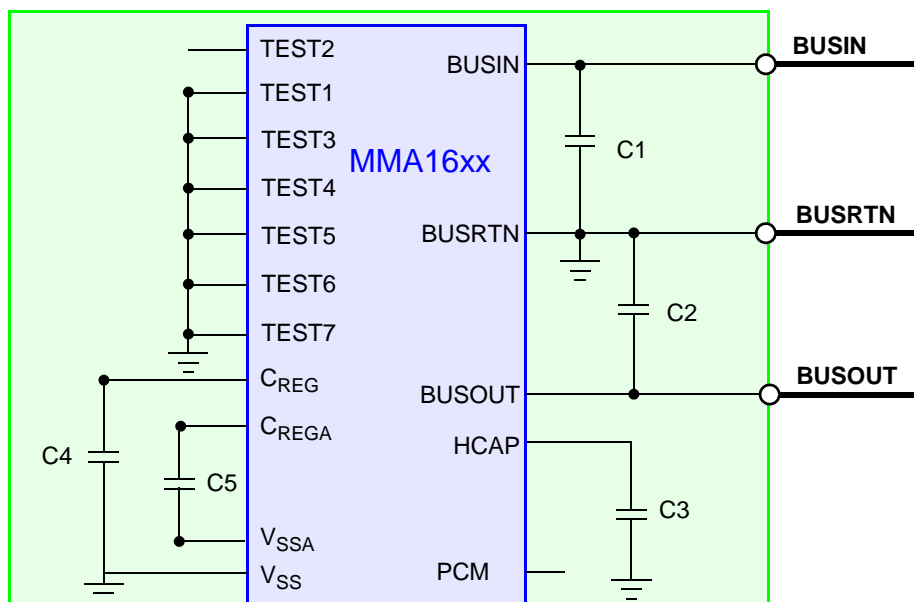 TEST2
TEST1
TEST3
TEST4
TEST5
TEST6
TEST7
CREG
CREGA
VSSA
VSS
MMA16xx
BUSIN
BUSRTN
BUSOUT
HCAP
PCM
C1
C2
C3
C4
C5
BUSIN
BUSRTN
BUSOUT